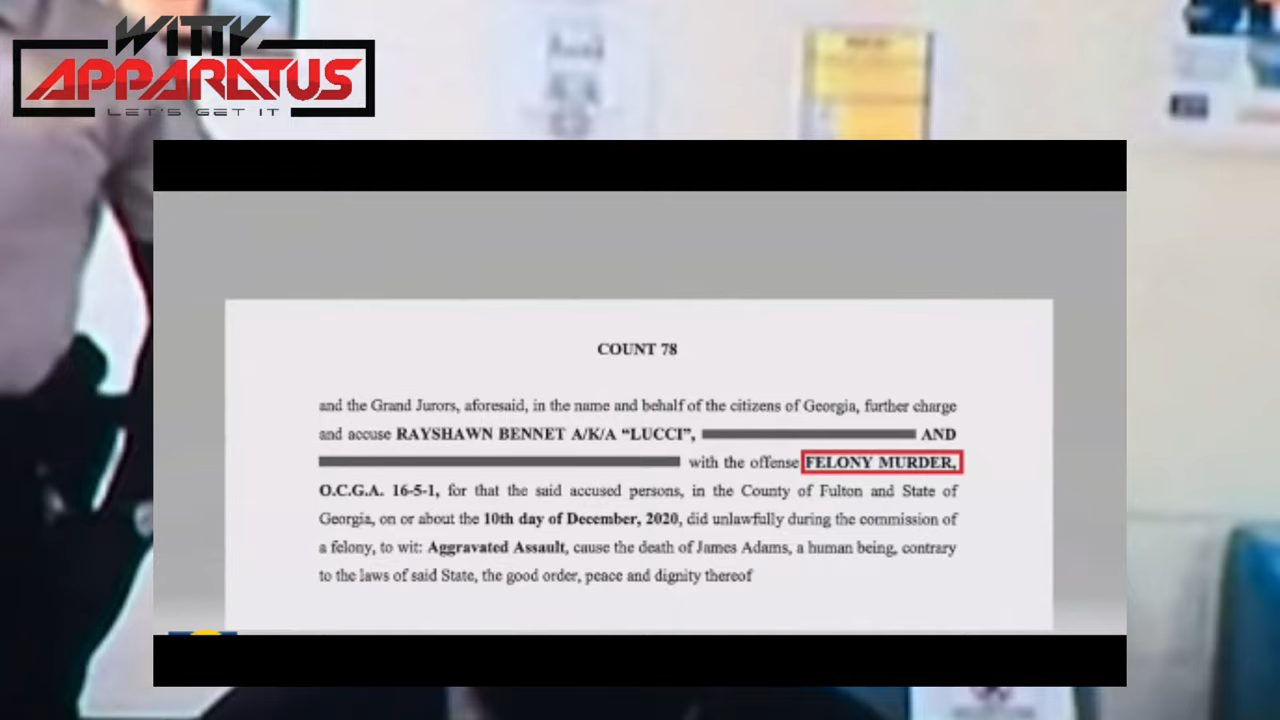 WITTY
APPARATUS
LET'S GET IT
COUNT 78
and the Grand Jurors, aforesaid, in the name and behalf of the citizens of Georgia, further charge
and accuse RAYSHAWN BENNET A/K/A “LUCCI”, AND
with the offense FELONY MURDER,
O.C.G.A. 16-5-1, for that the said accused persons, in the County of Fulton and State of
Georgia, on or about the 10th day of December, 2020, did unlawfully during the commission of
a felony, to wit: Aggravated Assault, cause the death of James Adams, a human being, contrary
to the laws of said State, the good order, peace and dignity thereof